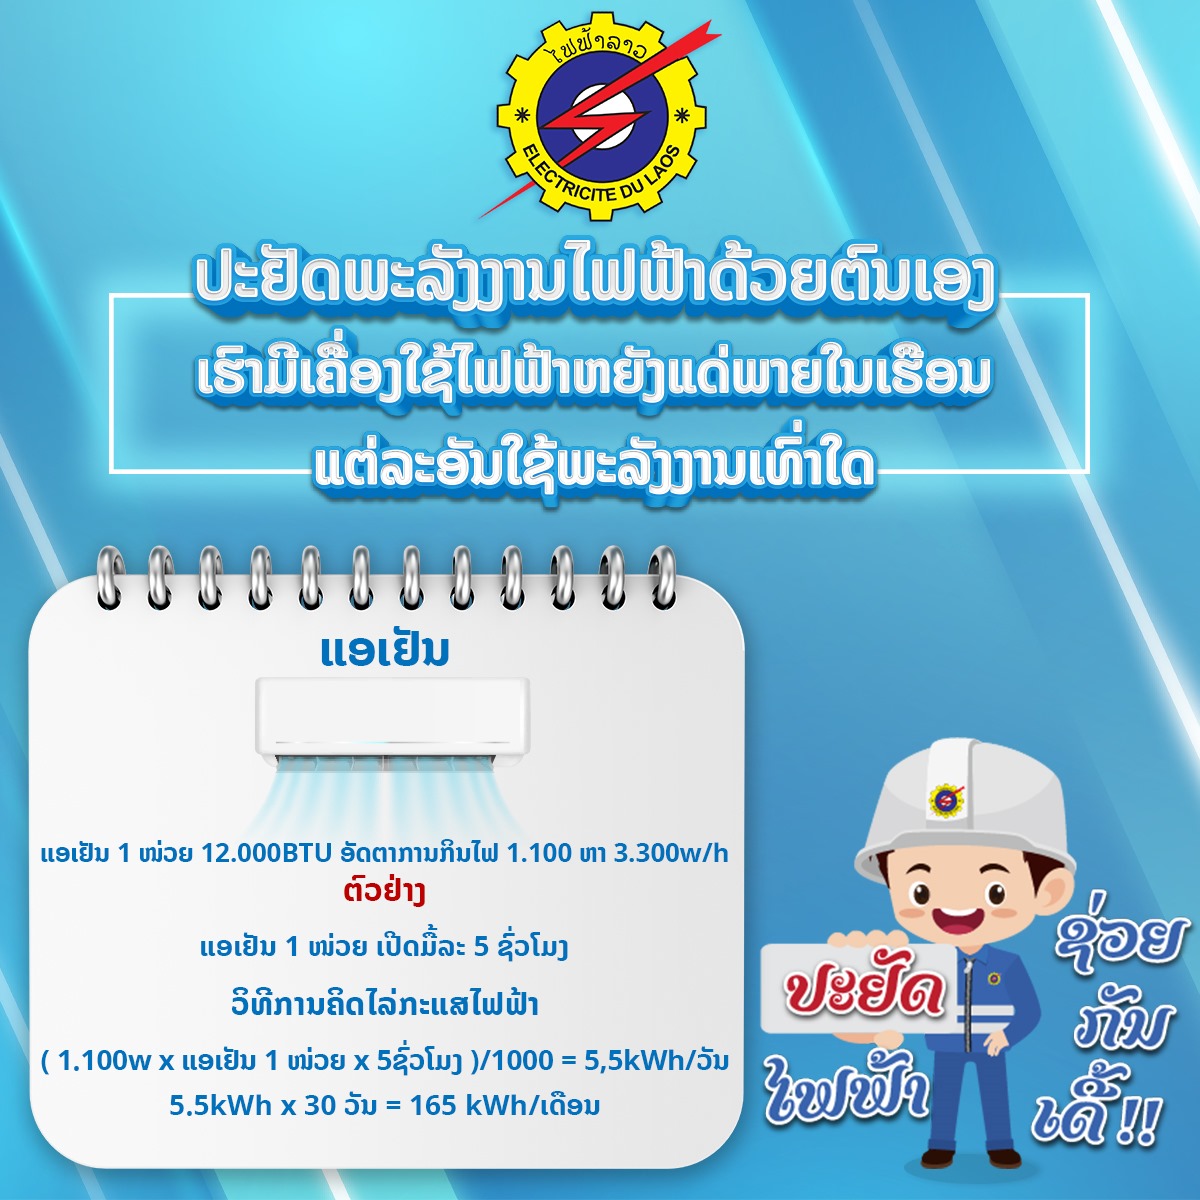 ໄຟຟ້າລາວ
ELECTRICITE DU LAOS
ປະຢັດພະລັງງານໄຟຟ້າດ້ວຍຕົນເອງ
ເຮົາມີເຄື່ອງໃຊ້ໄຟຟ້າຫຍັງແດ່ພາຍໃນເຮືອນ
ແຕ່ລະອັນໃຊ້ພະລັງງານເທົ່າໃດ
ແອເຢັນ
ແອເຢັນ 1 ໜ່ວຍ 12.000BTU ອັດຕາການກິນໄຟ 1.100 ຫາ 3.300w/h
ຕົວຢ່າງ
ແອເຢັນ 1 ໜ່ວຍ ເປີດມື້ລະ 5 ຊົ່ວໂມງ
ວິທີການຄິດໄລ່ກະແສໄຟຟ້າ
( 1.100w x ແອເຢັນ 1 ໜ່ວຍ x 5ຊົ່ວໂມງ )/1000 = 5,5kWh/ວັນ
5.5kWh x 30 ວັນ = 165 kWh/ເດືອນ
ປະຢັດ
ໄຟຟ້າ
ຊ່ວຍ
ກັນ
ເດີ້ !!